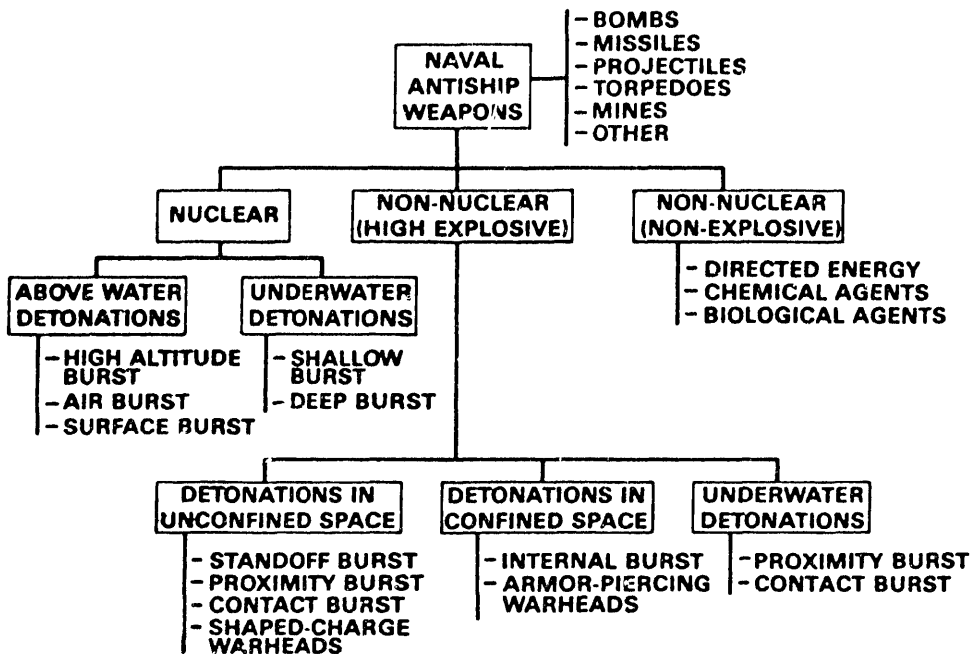 NAVAL
ANTISHIP
WEAPONS
- BOMBS
- MISSILES
- PROJECTILES
- TORPEDOES
- MINES
- OTHER
NUCLEAR
NON-NUCLEAR
(HIGH EXPLOSIVE)
NON-NUCLEAR
(NON-EXPLOSIVE)
- DIRECTED ENERGY
- CHEMICAL AGENTS
- BIOLOGICAL AGENTS
ABOVE WATER
DETONATIONS
- HIGH ALTITUDE
BURST
- AIR BURST
- SURFACE BURST
UNDERWATER
DETONATIONS
- SHALLOW
BURST
- DEEP BURST
DETONATIONS IN
UNCONFINED SPACE
- STANDOFF BURST
- PROXIMITY BURST
- CONTACT BURST
- SHAPED-CHARGE
WARHEADS
DETONATIONS IN
CONFINED SPACE
- INTERNAL BURST
- ARMOR-PIERCING
WARHEADS
UNDERWATER
DETONATIONS
- PROXIMITY BURST
- CONTACT BURST